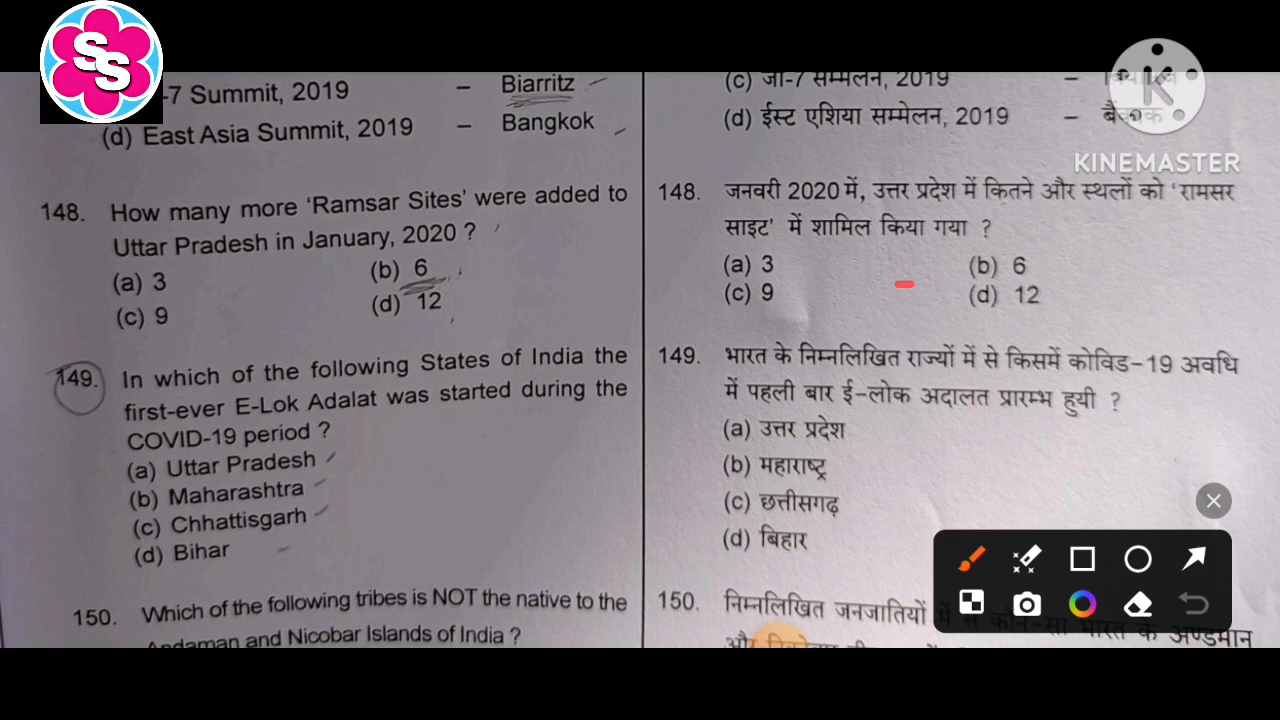 SS
KINEMASTER
-7 Summit, 2019 – Biarritz
(d) East Asia Summit, 2019 – Bangkok
148. How many more ‘Ramsar Sites’ were added to
Uttar Pradesh in January, 2020 ?
(a) 3 (b) 6
(c) 9 (d) 12
149. In which of the following States of India the
first-ever E-Lok Adalat was started during the
COVID-19 period ?
(a) Uttar Pradesh
(b) Maharashtra
(c) Chhattisgarh
(d) Bihar
150. Which of the following tribes is NOT the native to the
Andaman and Nicobar Islands of India ?
(c) जी-7 सम्मेलन, 2019 –
(d) ईस्ट एशिया सम्मेलन, 2019 – बैंकाक
148. जनवरी 2020 में, उत्तर प्रदेश में कितने और स्थलों को ‘रामसर
साइट’ में शामिल किया गया ?
(a) 3 (b) 6
(c) 9 (d) 12
149. भारत के निम्नलिखित राज्यों में से किसमें कोविड-19 अवधि
में पहली बार ई-लोक अदालत प्रारम्भ हुयी ?
(a) उत्तर प्रदेश
(b) महाराष्ट्र
(c) छत्तीसगढ़
(d) बिहार
150. निम्नलिखित जनजातियों में से कौन-सा भारत के अण्डमान
और